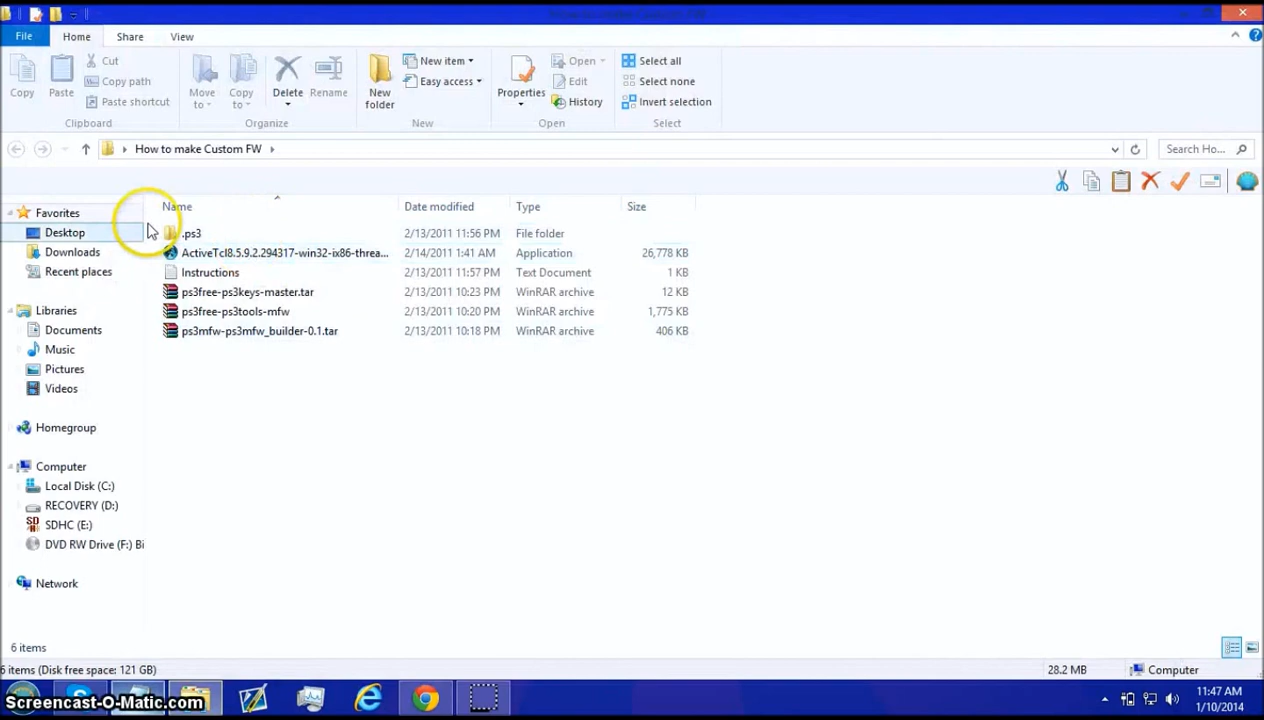 File Home Share View
Copy Paste Cut Copy path Paste shortcut Move to Copy to Delete Rename New folder New item Easy access Properties Open Edit History Select all Select none Invert selection
Clipboard Organize New Open Select
How to make Custom FW Search Ho...
Name Date modified Type Size
Favorites
Desktop
Downloads
Recent places
Libraries
Documents
Music
Pictures
Videos
Homegroup
Computer
Local Disk (C:)
RECOVERY (D:)
SDHC (E:)
DVD RW Drive (F:) Bi
Network
.ps3 2/13/2011 11:56 PM File folder
ActiveTcl8.5.9.2.294317-win32-ix86-threa... 2/14/2011 1:41 AM Application 26,778 KB
Instructions 2/13/2011 11:57 PM Text Document 1 KB
ps3free-ps3keys-master.tar 2/13/2011 10:23 PM WinRAR archive 12 KB
ps3free-ps3tools-mfw 2/13/2011 10:20 PM WinRAR archive 1,775 KB
ps3mfw-ps3mfw_builder-0.1.tar 2/13/2011 10:18 PM WinRAR archive 406 KB
6 items
6 items (Disk free space: 121 GB) 28.2 MB Computer
Screencast-O-Matic.com 11:47 AM
1/10/2014